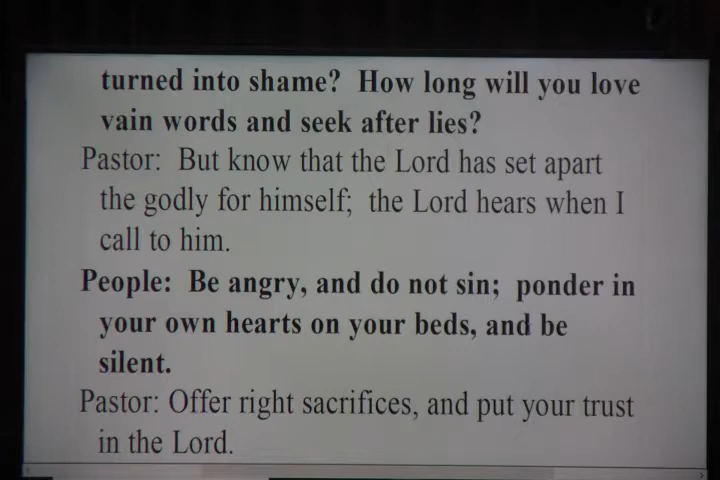 turned into shame? How long will you love
vain words and seek after lies?
Pastor: But know that the Lord has set apart
the godly for himself; the Lord hears when I
call to him.
People: Be angry, and do not sin; ponder in
your own hearts on your beds, and be
silent.
Pastor: Offer right sacrifices, and put your trust
in the Lord.